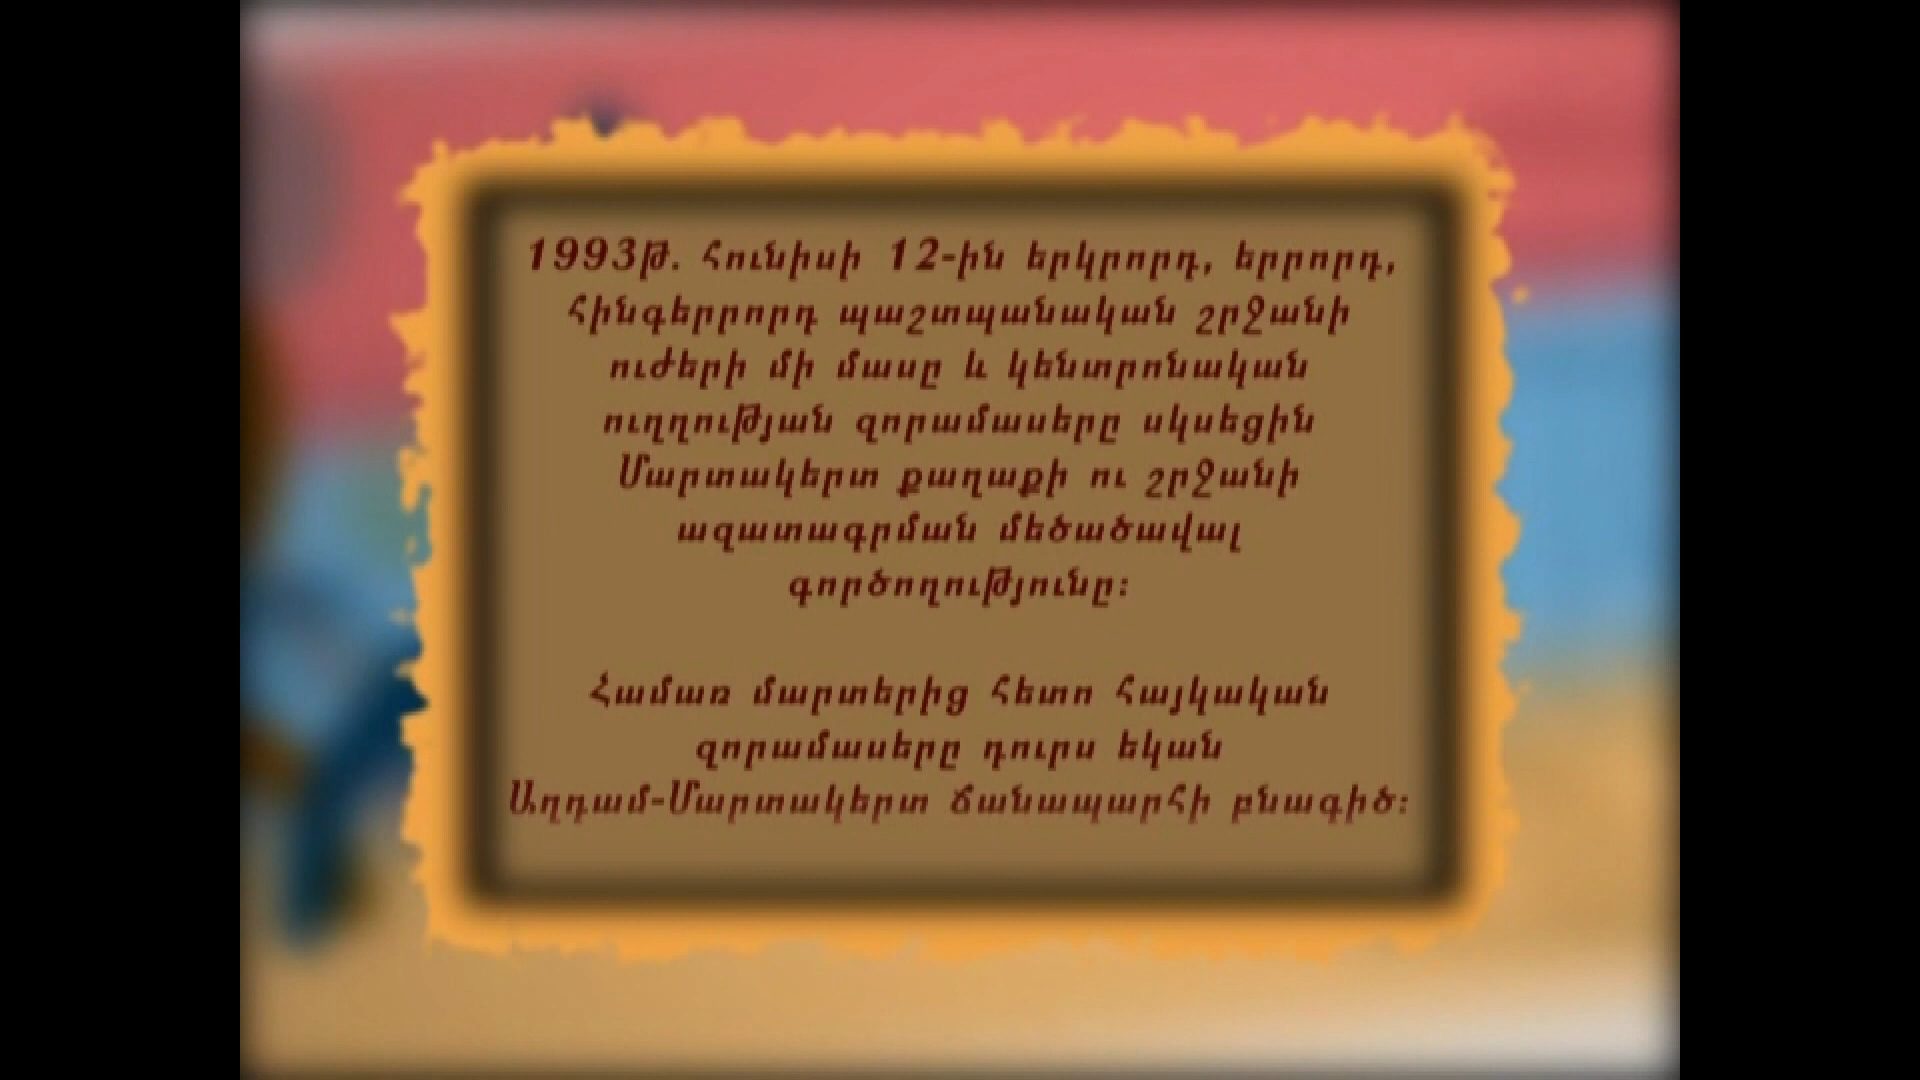 1993թ. հունիսի 12-ին երկրորդ, երրորդ,
հինգերրորդ պաշտպանական շրջանի
ուժերի մի մասը և կենտրոնական
ուղղության զորամասերը սկսեցին
Մարտակերտ քաղաքի ու շրջանի
ազատագրման մեծածավալ
գործողությունը։
Համառ մարտերից հետո հայկական
զորամասերը դուրս եկան
Աղդամ-Մարտակերտ ճանապարհի բնագիծ։